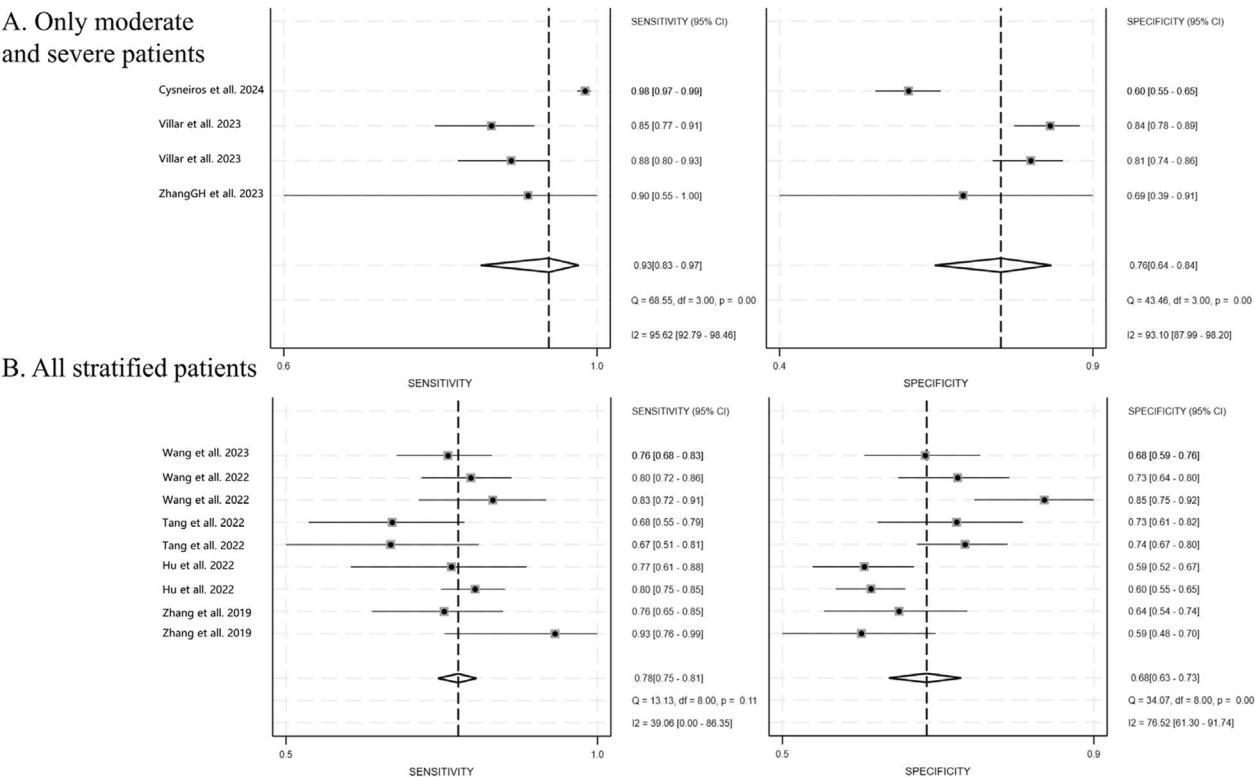 A. Only moderate
and severe patients
SENSITIVITY (95% CI)
SPECIFICITY (95% CI)
Cysneiros et all. 2024
0.98 [0.97 - 0.99]
0.60 [0.55 - 0.65]
Villar et all. 2023
0.85 [0.77 - 0.91]
0.84 [0.78 - 0.89]
Villar et all. 2023
0.88 [0.80 - 0.93]
0.81 [0.74 - 0.86]
ZhangGH et all. 2023
0.90 [0.55 - 1.00]
0.69 [0.39 - 0.91]
0.93[0.83 - 0.97]
0.76[0.64 - 0.84]
Q = 68.55, df = 3.00, p = 0.00
Q = 43.46, df = 3.00, p = 0.00
I2 = 95.62 [92.79 - 98.46]
I2 = 93.10 [87.99 - 98.20]
0.6 1.0
0.4 0.9
SENSITIVITY
SPECIFICITY
B. All stratified patients
SENSITIVITY (95% CI)
SPECIFICITY (95% CI)
Wang et all. 2023
0.76 [0.68 - 0.83]
0.68 [0.59 - 0.76]
Wang et all. 2022
0.80 [0.72 - 0.86]
0.73 [0.64 - 0.80]
Wang et all. 2022
0.83 [0.72 - 0.91]
0.85 [0.75 - 0.92]
Tang et all. 2022
0.68 [0.55 - 0.79]
0.73 [0.61 - 0.82]
Tang et all. 2022
0.67 [0.51 - 0.81]
0.74 [0.67 - 0.80]
Hu et all. 2022
0.77 [0.61 - 0.88]
0.59 [0.52 - 0.67]
Hu et all. 2022
0.80 [0.75 - 0.85]
0.60 [0.55 - 0.65]
Zhang et all. 2019
0.76 [0.65 - 0.85]
0.64 [0.54 - 0.74]
Zhang et all. 2019
0.93 [0.76 - 0.99]
0.59 [0.48 - 0.70]
0.78[0.75 - 0.81]
0.68[0.63 - 0.73]
Q = 13.13, df = 8.00, p = 0.11
Q = 34.07, df = 8.00, p = 0.00
I2 = 39.06 [0.00 - 86.35]
I2 = 76.52 [61.30 - 91.74]
0.5 1.0
0.5 0.9
SENSITIVITY
SPECIFICITY